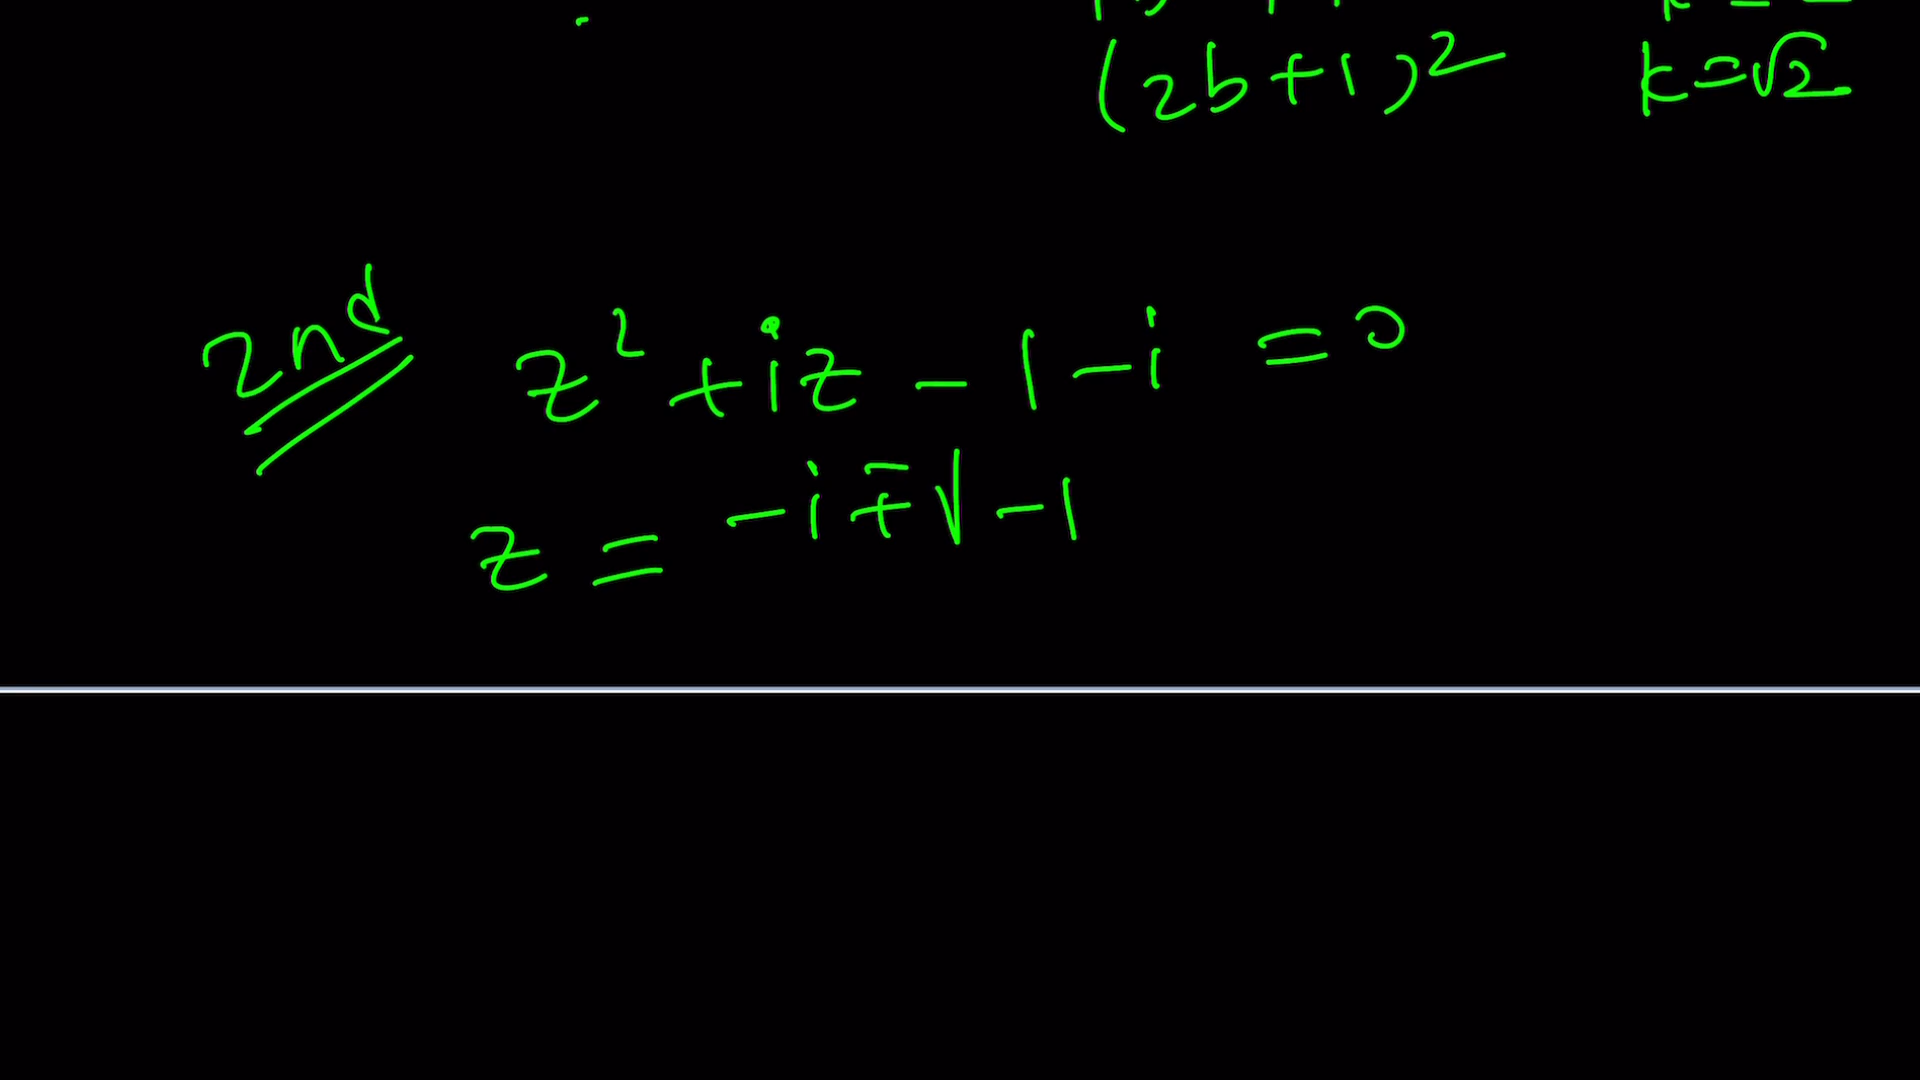 (2b+1)² k=√2
2nd z² + iz - 1 - i = 0
z = -i ∓ √-1